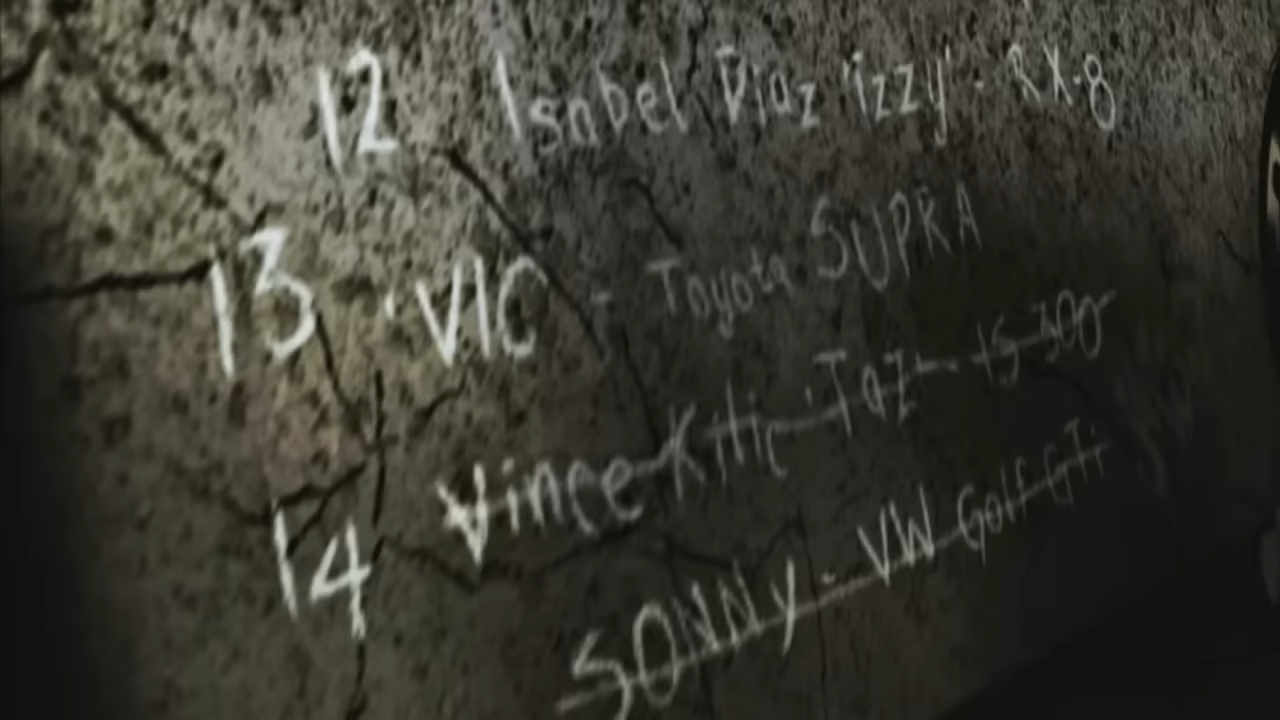 12 Isabel Diaz 'izzy' - RX-8
13 'VIC - Toyota SUPRA
14 Vince Kilic 'Taz' - IS 300
SONNY - VW Golf GTi